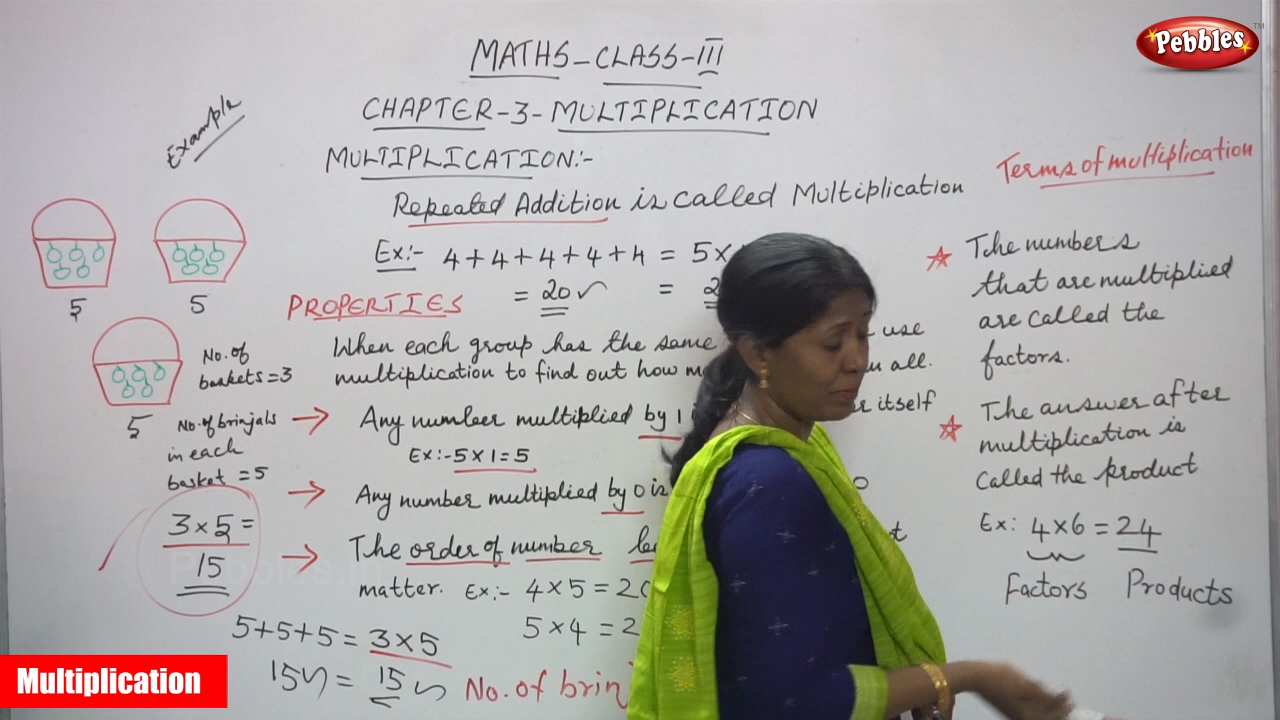 Pebbles
TM
MATHS-CLASS-III
CHAPTER-3-MULTIPLICATION
MULTIPLICATION:-
Repeated Addition is called Multiplication
Ex:- 4+4+4+4+4 = 5×
= 20 =
PROPERTIES
When each group has the same use
multiplication to find out how all.
→ Any number multiplied by 1 itself
Ex:- 5×1=5
→ Any number multiplied by 0 is 0
→ The order of number
matter. Ex:- 4×5=20
5×4=2
Example
5
5
5
No. of
baskets=3
No. of brinjals
in each
basket=5
3×5=
15
5+5+5=3×5
15=15
No. of brin
Terms of multiplication
The numbers
that are multiplied
are called the
factors.
The answer after
multiplication is
called the product
Ex: 4×6=24
Factors Products
Multiplication